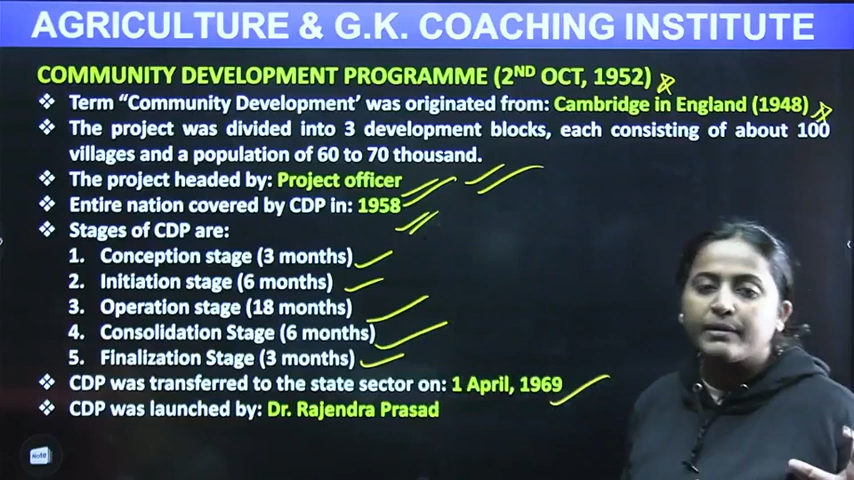 AGRICULTURE & G.K. COACHING INSTITUTE
COMMUNITY DEVELOPMENT PROGRAMME (2ND OCT, 1952)
❖ Term “Community Development’ was originated from: Cambridge in England (1948)
❖ The project was divided into 3 development blocks, each consisting of about 100
villages and a population of 60 to 70 thousand.
❖ The project headed by: Project officer
❖ Entire nation covered by CDP in: 1958
❖ Stages of CDP are:
1. Conception stage (3 months)
2. Initiation stage (6 months)
3. Operation stage (18 months)
4. Consolidation Stage (6 months)
5. Finalization Stage (3 months)
❖ CDP was transferred to the state sector on: 1 April, 1969
❖ CDP was launched by: Dr. Rajendra Prasad
Note